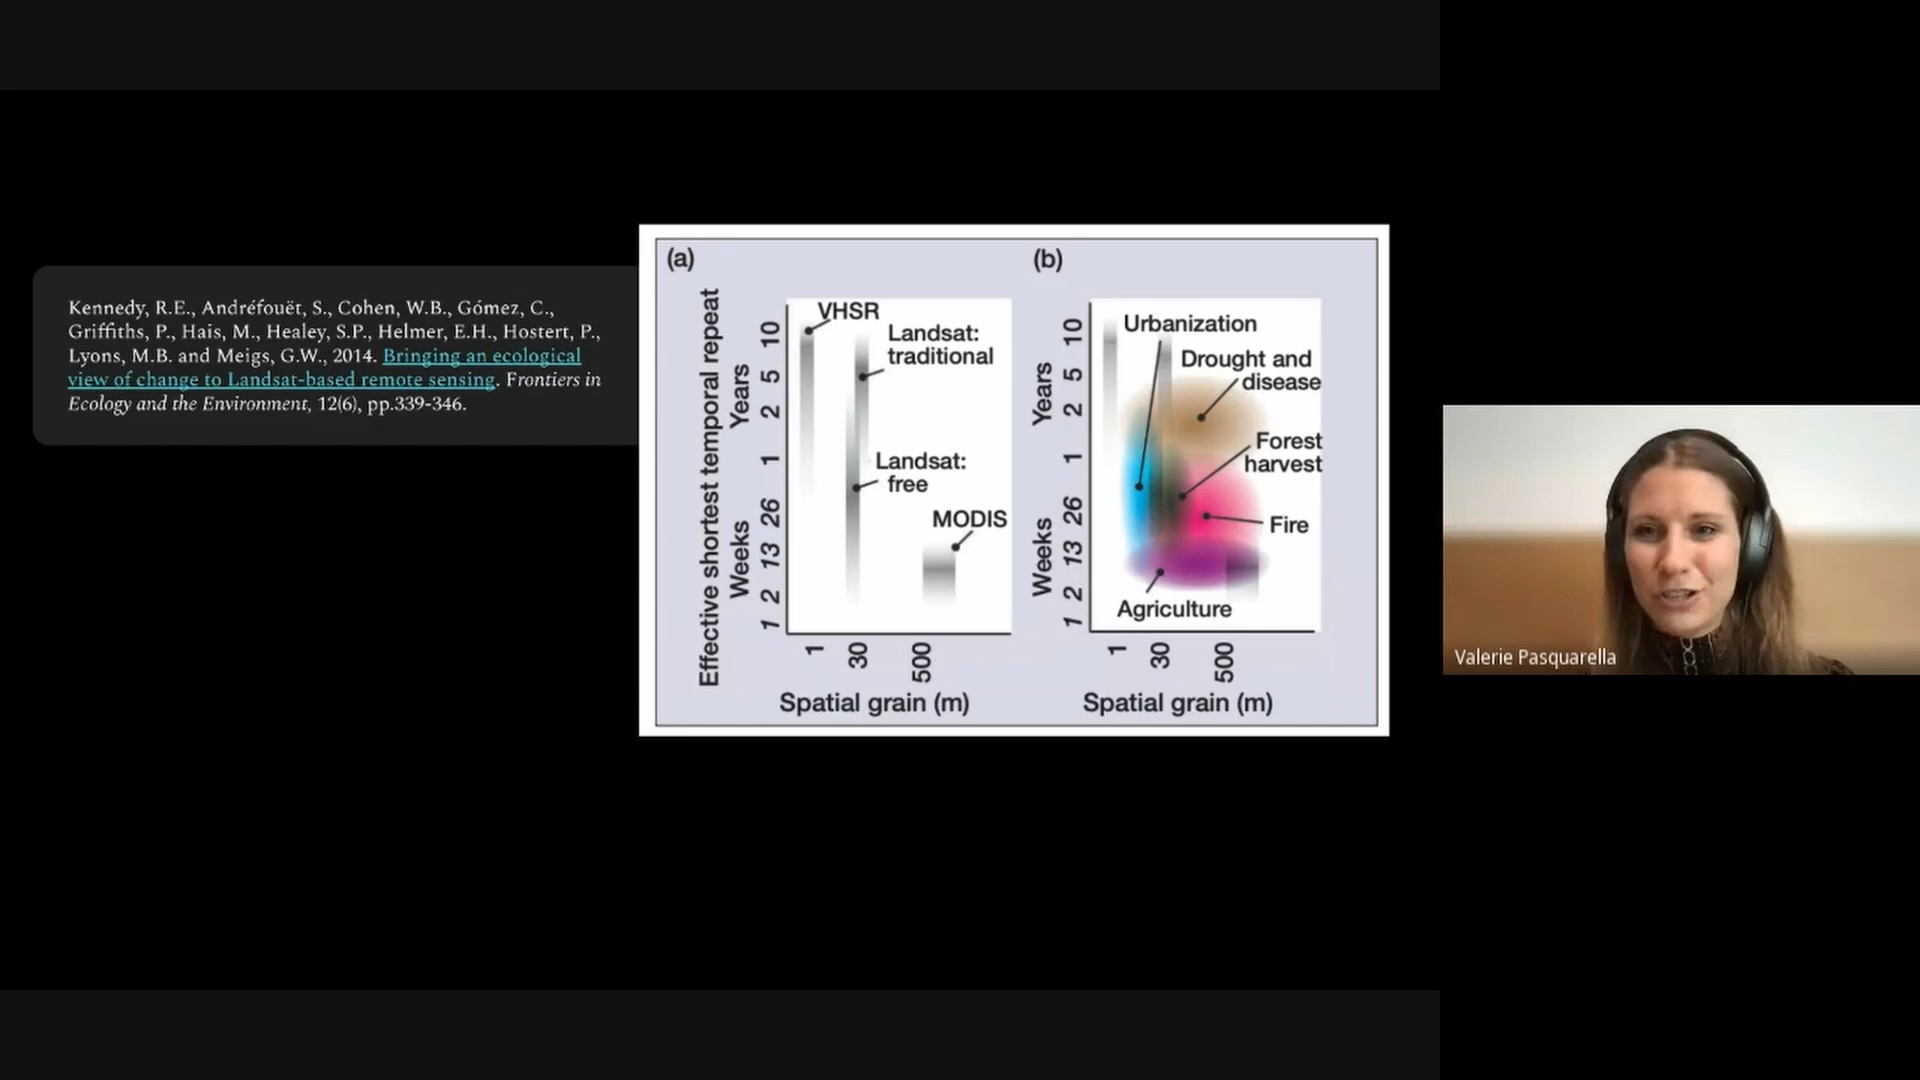 Kennedy, R.E., Andréfouët, S., Cohen, W.B., Gómez, C.,
Griffiths, P., Hais, M., Healey, S.P., Helmer, E.H., Hostert, P.,
Lyons, M.B. and Meigs, G.W., 2014. Bringing an ecological
view of change to Landsat-based remote sensing. Frontiers in
Ecology and the Environment, 12(6), pp.339-346.
(a)
Effective shortest temporal repeat
Years
Weeks
10
5
2
1
26
13
2
1
VHSR
Landsat:
traditional
Landsat:
free
MODIS
1
30
500
Spatial grain (m)
(b)
Years
Weeks
10
5
2
1
26
13
2
1
Urbanization
Drought and
disease
Forest
harvest
Fire
Agriculture
1
30
500
Spatial grain (m)
Valerie Pasquarella